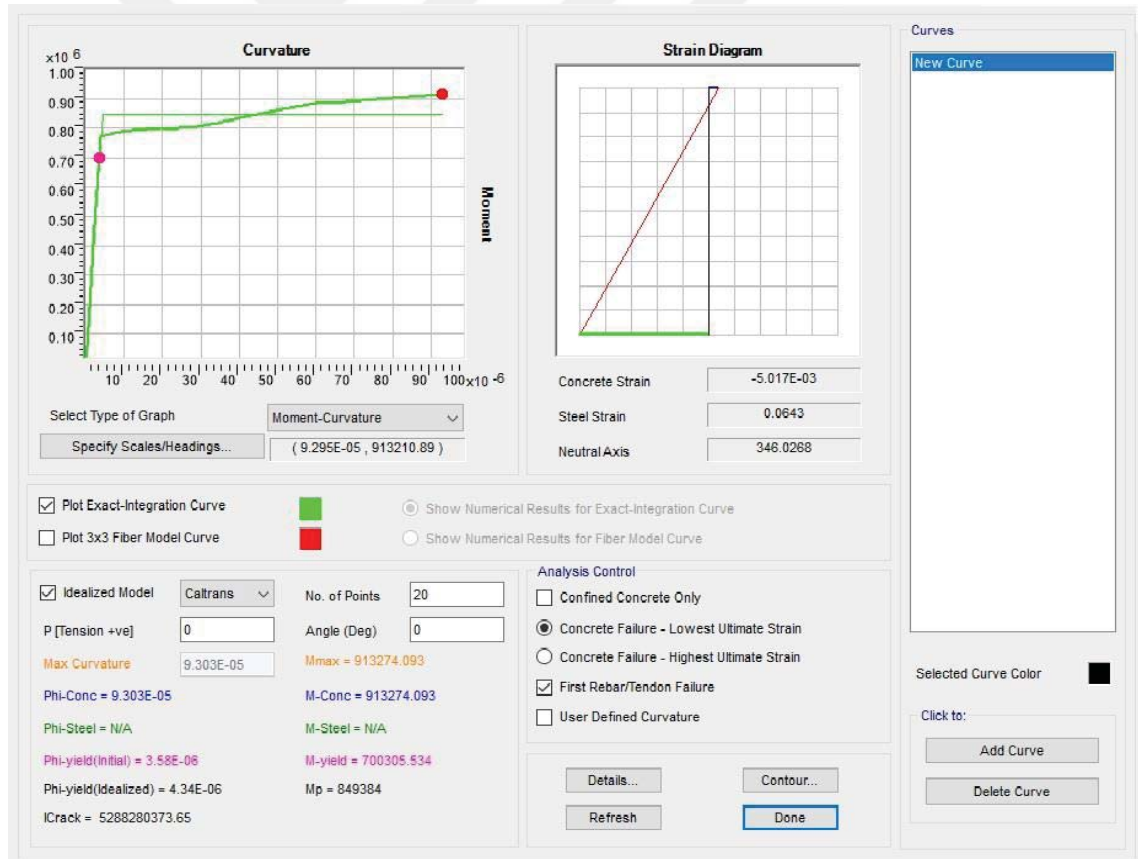 Curvature
x10 6
1.00
0.90
0.80
0.70
0.60
0.50
0.40
0.30
0.20
0.10
Moment
10 20 30 40 50 60 70 80 90 100x10 -6
Select Type of Graph Moment-Curvature
Specify Scales/Headings... ( 9.295E-05 , 913210.89 )
Strain Diagram
Concrete Strain -5.017E-03
Steel Strain 0.0643
Neutral Axis 346.0268
Curves
New Curve
Plot Exact-Integration Curve Show Numerical Results for Exact-Integration Curve
Plot 3x3 Fiber Model Curve Show Numerical Results for Fiber Model Curve
Idealized Model Caltrans No. of Points 20
P [Tension +ve] 0 Angle (Deg) 0
Max Curvature 9.303E-05 Mmax = 913274.093
Phi-Conc = 9.303E-05 M-Conc = 913274.093
Phi-Steel = N/A M-Steel = N/A
Phi-yield(Initial) = 3.58E-06 M-yield = 700305.534
Phi-yield(Idealized) = 4.34E-06 Mp = 849384
ICrack = 5288280373.65
Analysis Control
Confined Concrete Only
Concrete Failure - Lowest Ultimate Strain
Concrete Failure - Highest Ultimate Strain
First Rebar/Tendon Failure
User Defined Curvature
Details... Contour...
Refresh Done
Selected Curve Color
Click to:
Add Curve
Delete Curve